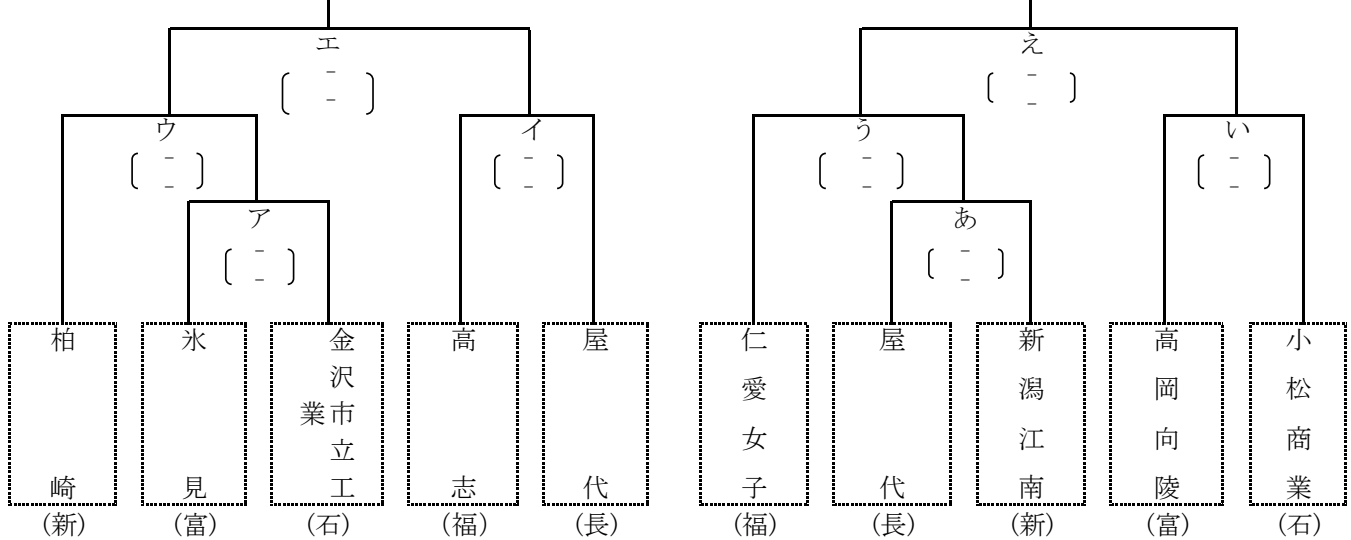 エ
-
-
え
-
-
ウ
-
-
イ
-
-
う
-
-
い
-
-
ア
-
-
あ
-
-
柏崎
氷見
金沢市立工業
高志
屋代
仁愛女子
屋代
新潟江南
高岡向陵
小松商業
(新)
(富)
(石)
(福)
(長)
(福)
(長)
(新)
(富)
(石)